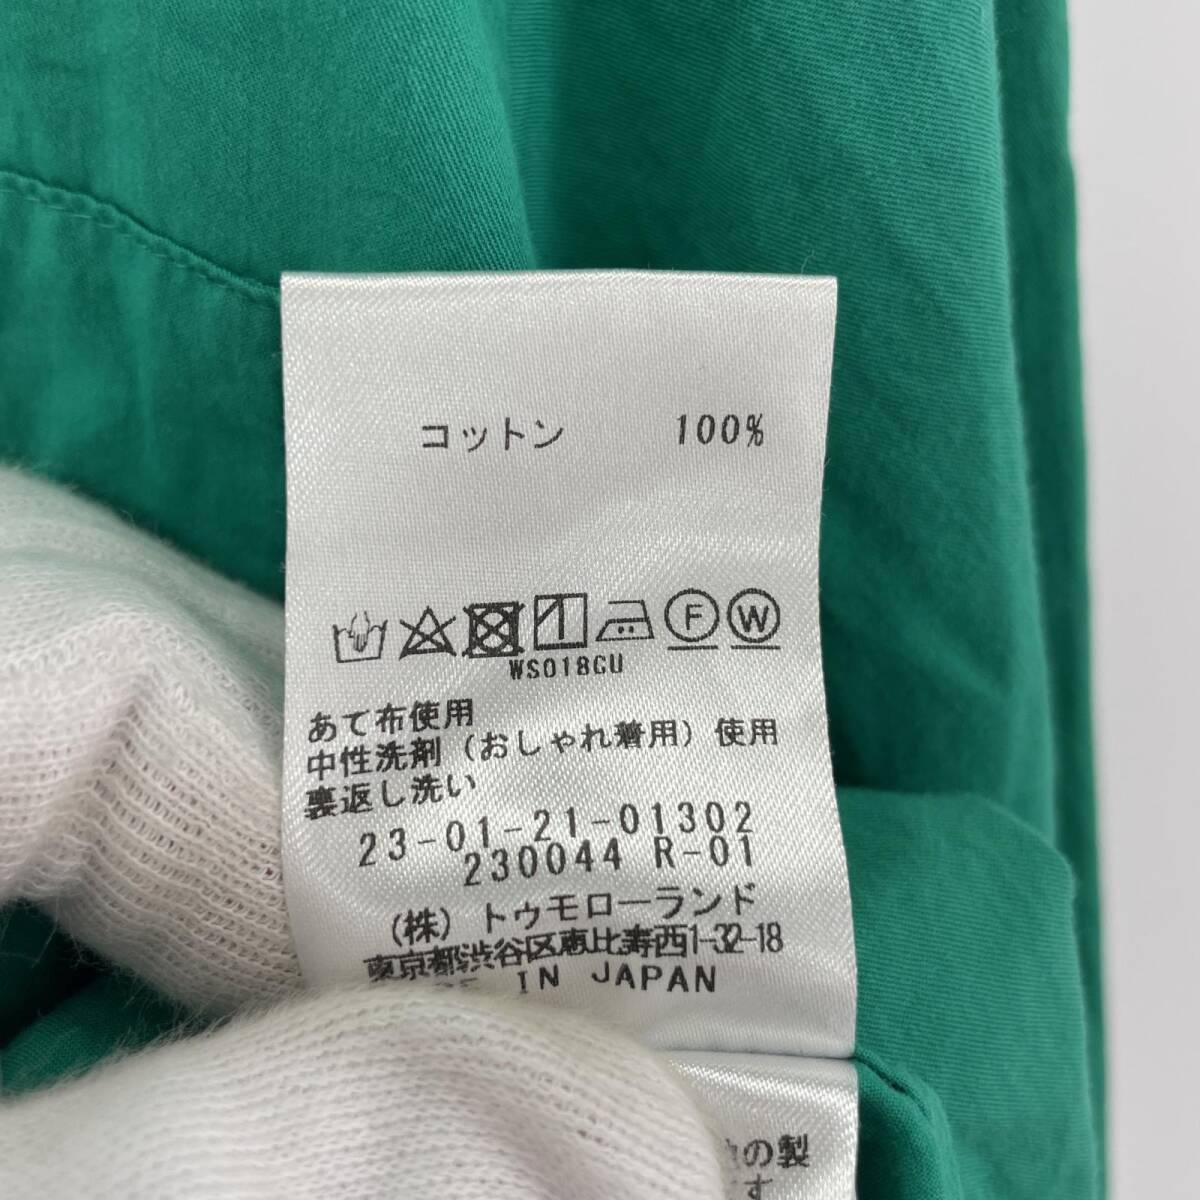 コットン 100%
F W
WS018CU
あて布使用
中性洗剤（おしゃれ着用）使用
裏返し洗い
23-01-21-01302
230044 R-01
（株）トゥモローランド
東京都渋谷区恵比寿西1-32-18
IN JAPAN
の製
す